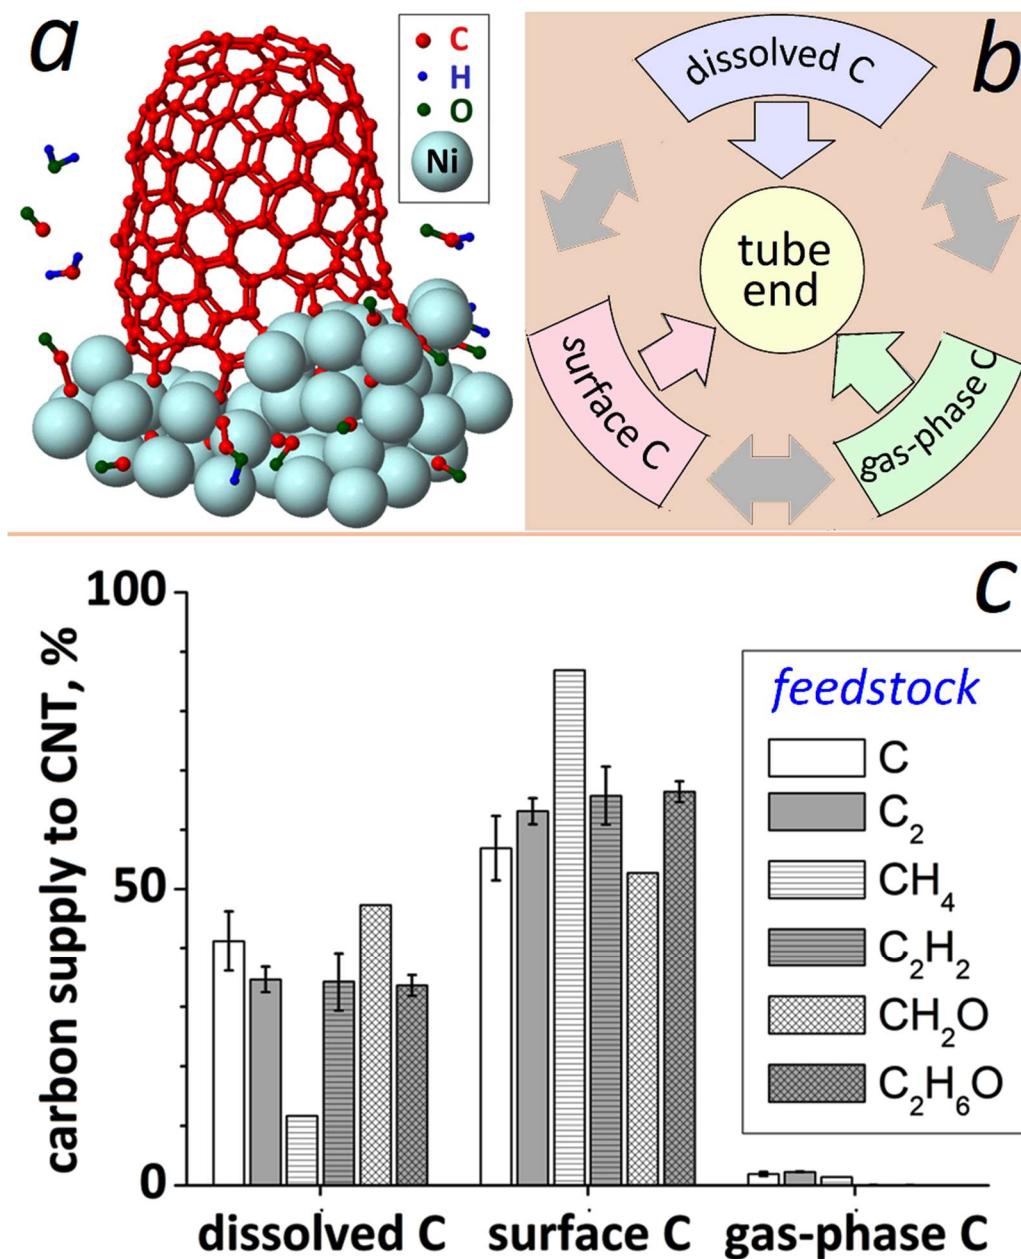 a
C
H
O
Ni
b
dissolved C
tube
end
surface C
gas-phase C
c
100
50
0
carbon supply to CNT, %
feedstock
C
C₂
CH₄
C₂H₂
CH₂O
C₂H₆O
dissolved C
surface C
gas-phase C